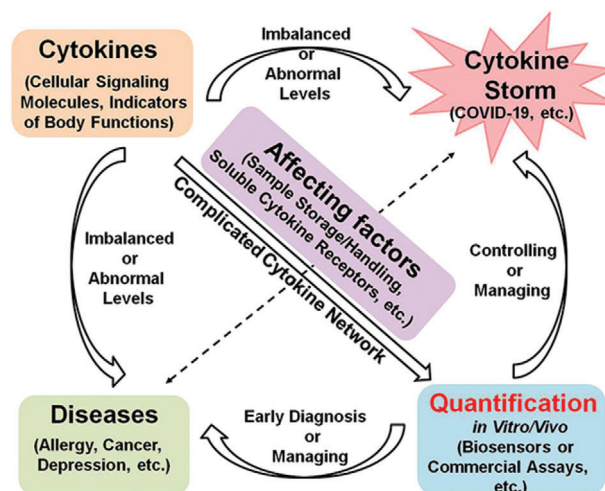 Cytokines
(Cellular Signaling
Molecules, Indicators
of Body Functions)
Imbalanced
or
Abnormal
Levels
Cytokine
Storm
(COVID-19, etc.)
Affecting factors
(Sample Storage/Handling,
Soluble Cytokine Receptors, etc.)
Complicated Cytokine Network
Imbalanced
or
Abnormal
Levels
Controlling
or
Managing
Diseases
(Allergy, Cancer,
Depression, etc.)
Early Diagnosis
or
Managing
Quantification
in Vitro/Vivo
(Biosensors or
Commercial Assays,
etc.)